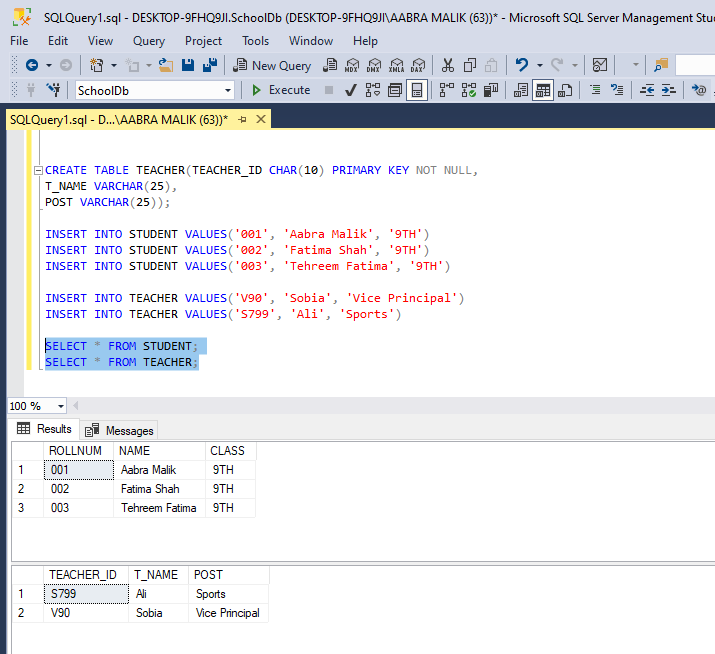 SQLQuery1.sql - DESKTOP-9FHQ9JI.SchoolDb (DESKTOP-9FHQ9JI\AABRA MALIK (63))* - Microsoft SQL Server Management Stu
File Edit View Query Project Tools Window Help
New Query MDX DMX XMLA DAX
SchoolDb Execute
SQLQuery1.sql - D...\AABRA MALIK (63))*
CREATE TABLE TEACHER(TEACHER_ID CHAR(10) PRIMARY KEY NOT NULL,
T_NAME VARCHAR(25),
POST VARCHAR(25));
INSERT INTO STUDENT VALUES('001', 'Aabra Malik', '9TH')
INSERT INTO STUDENT VALUES('002', 'Fatima Shah', '9TH')
INSERT INTO STUDENT VALUES('003', 'Tehreem Fatima', '9TH')
INSERT INTO TEACHER VALUES('V90', 'Sobia', 'Vice Principal')
INSERT INTO TEACHER VALUES('S799', 'Ali', 'Sports')
SELECT * FROM STUDENT;
SELECT * FROM TEACHER;
100 %
Results Messages
ROLLNUM NAME CLASS
1 001 Aabra Malik 9TH
2 002 Fatima Shah 9TH
3 003 Tehreem Fatima 9TH
TEACHER_ID T_NAME POST
1 S799 Ali Sports
2 V90 Sobia Vice Principal